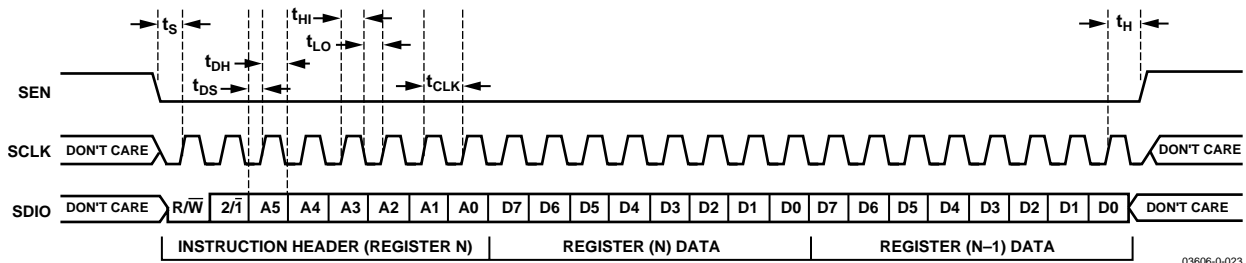 tS
tHI
tLO
tDH
tDS
tCLK
tH
SEN
SCLK DON'T CARE DON'T CARE
SDIO DON'T CARE R/W̅ 2/1̅ A5 A4 A3 A2 A1 A0 D7 D6 D5 D4 D3 D2 D1 D0 D7 D6 D5 D4 D3 D2 D1 D0 DON'T CARE
INSTRUCTION HEADER (REGISTER N) REGISTER (N) DATA REGISTER (N–1) DATA
03606-0-023